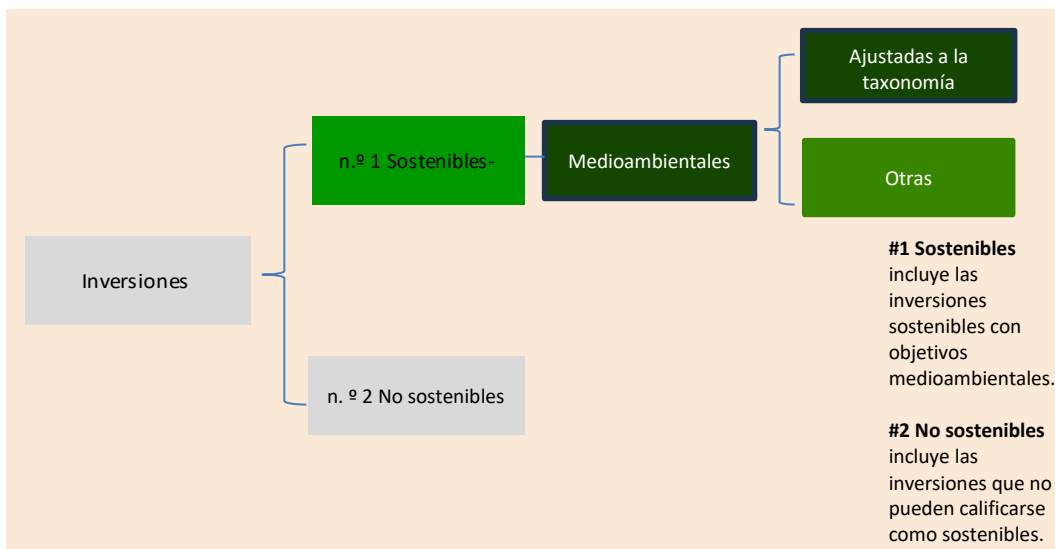 Ajustadas a la
taxonomía
n.º 1 Sostenibles-
Medioambientales
Otras
Inversiones
n. º 2 No sostenibles
#1 Sostenibles
incluye las
inversiones
sostenibles con
objetivos
medioambientales.
#2 No sostenibles
incluye las
inversiones que no
pueden calificarse
como sostenibles.